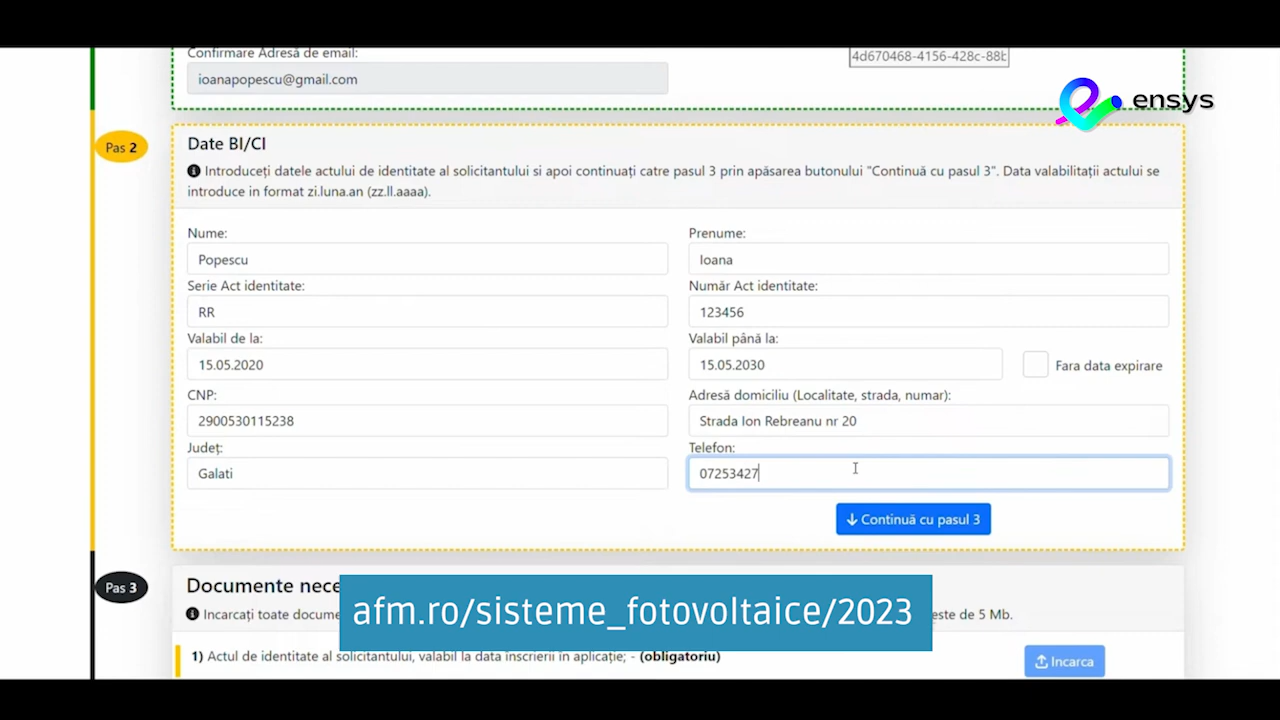 Confirmare Adresă de email:
4d670468-4156-428c-88b
ioanapopescu@gmail.com
ensys
Pas 2
Date BI/CI
Introduceți datele actului de identitate al solicitantului si apoi continuați catre pasul 3 prin apăsarea butonului "Continuă cu pasul 3". Data valabilitații actului se
introduce in format zi.luna.an (zz.ll.aaaa).
Nume:
Prenume:
Popescu
Ioana
Serie Act identitate:
Număr Act identitate:
RR
123456
Valabil de la:
Valabil până la:
15.05.2020
15.05.2030
Fara data expirare
CNP:
Adresă domiciliu (Localitate, strada, numar):
2900530115238
Strada Ion Rebreanu nr 20
Județ:
Telefon:
Galati
07253427
Continuă cu pasul 3
Pas 3
Documente nece
Incarcați toate docume
este de 5 Mb.
afm.ro/sisteme_fotovoltaice/2023
1) Actul de identitate al solicitantului, valabil la data înscrierii în aplicație; - (obligatoriu)
Incarca